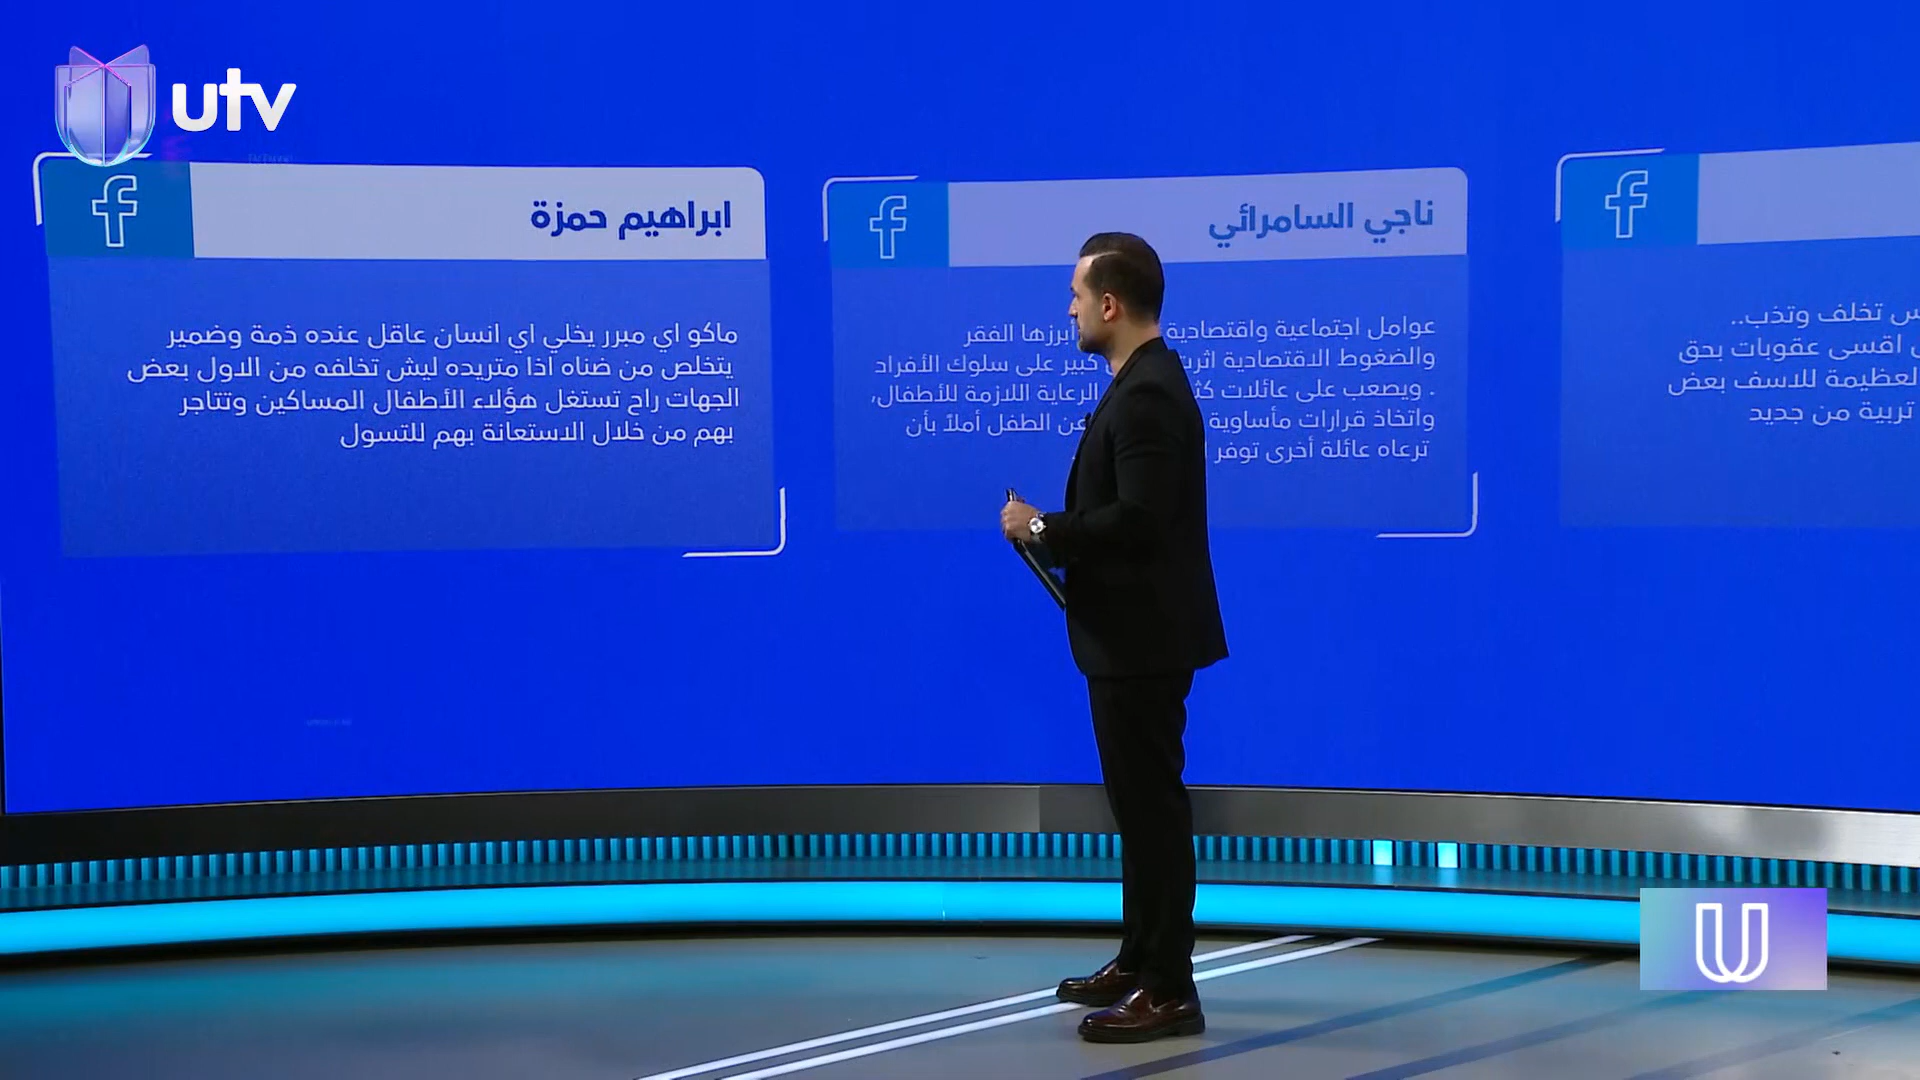 utv
ابراهيم حمزة
ماكو اي مبرر يخلي اي انسان عاقل عنده ذمة وضمير
يتخلص من ضناه اذا متريده ليش تخلفه من الاول بعض
الجهات راح تستغل هؤلاء الأطفال المساكين وتتاجر
بهم من خلال الاستعانة بهم للتسول
ناجي السامرائي
عوامل اجتماعية واقتصادية أبرزها الفقر
والضغوط الاقتصادية اثرت كبير على سلوك الأفراد
. ويصعب على عائلات الرعاية اللازمة للأطفال،
واتخاذ قرارات مأساوية عن الطفل أملاً بأن
ترعاه عائلة أخرى توفر
تخلف وتذب..
اقسى عقوبات بحق
العظيمة للاسف بعض
تربية من جديد
U